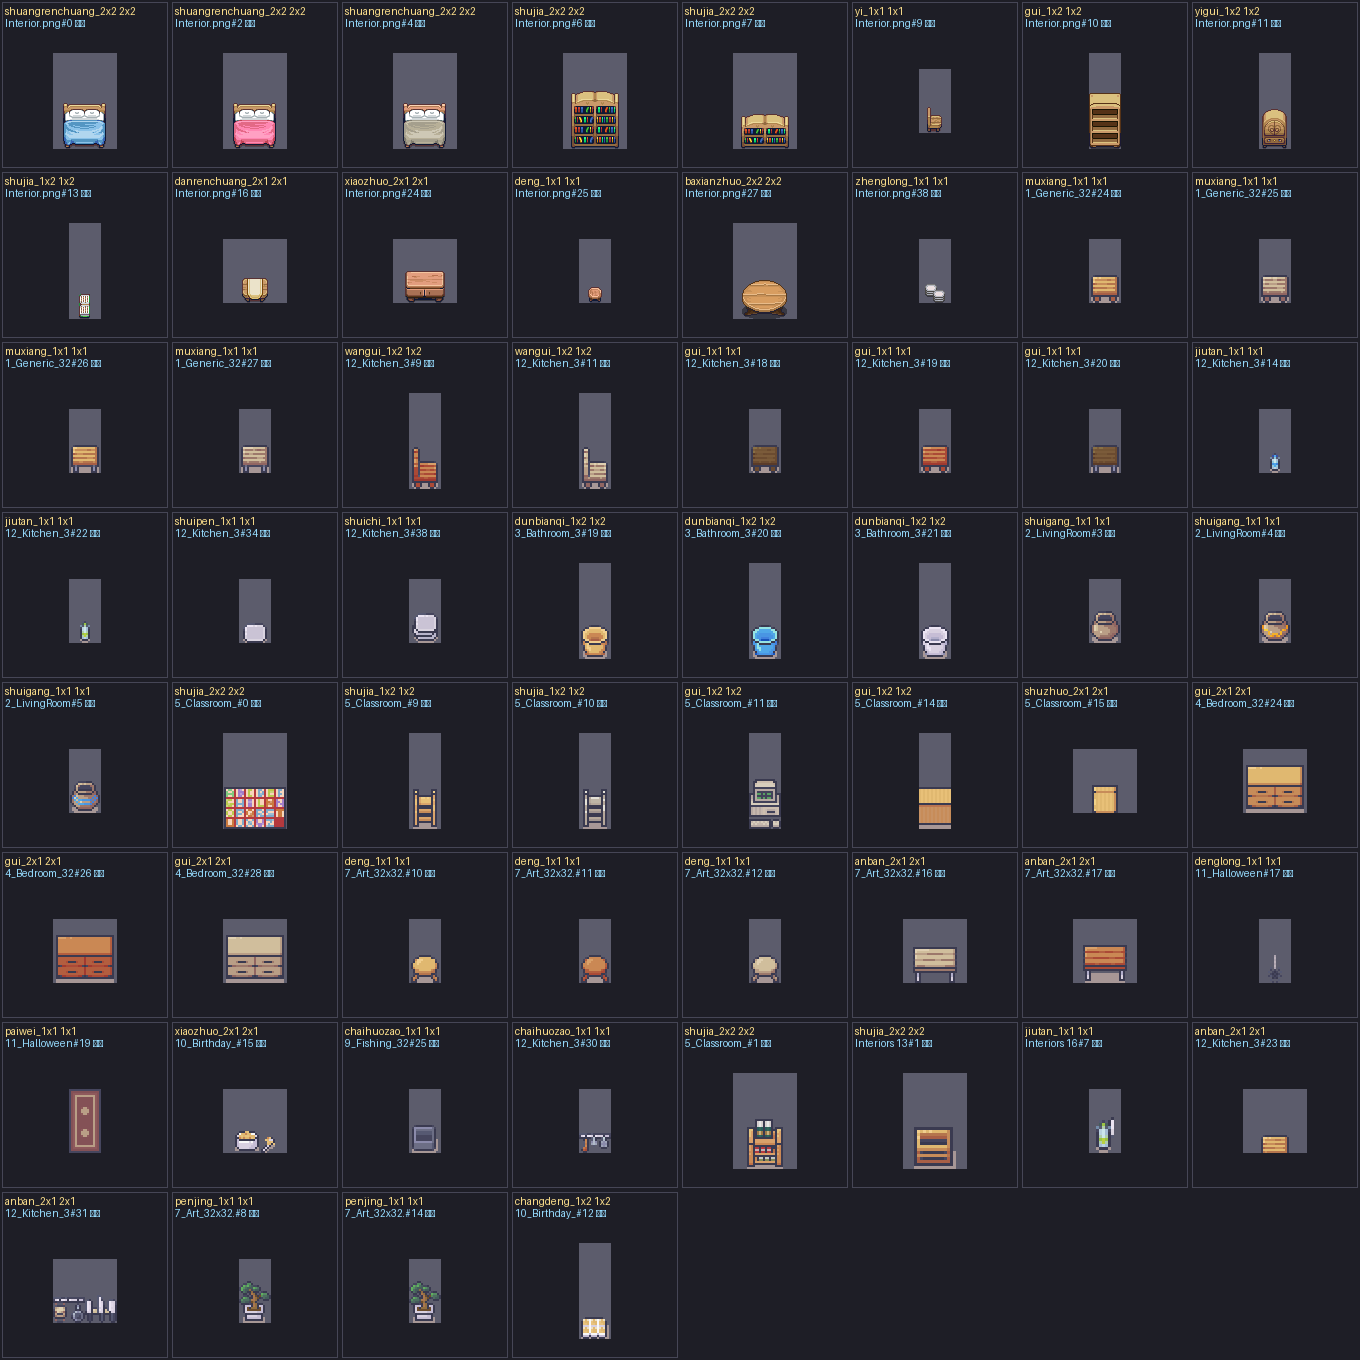 shuangrenchuang_2x2 2x2
Interior.png#0
shuangrenchuang_2x2 2x2
Interior.png#2
shuangrenchuang_2x2 2x2
Interior.png#4
shujia_2x2 2x2
Interior.png#6
shujia_2x2 2x2
Interior.png#7
yi_1x1 1x1
Interior.png#9
gui_1x2 1x2
Interior.png#10
yigui_1x2 1x2
Interior.png#11
shujia_1x2 1x2
Interior.png#13
danrenchuang_2x1 2x1
Interior.png#16
xiaozhuo_2x1 2x1
Interior.png#24
deng_1x1 1x1
Interior.png#25
baxianzhuo_2x2 2x2
Interior.png#27
zhenglong_1x1 1x1
Interior.png#38
muxiang_1x1 1x1
1_Generic_32#24
muxiang_1x1 1x1
1_Generic_32#25
muxiang_1x1 1x1
1_Generic_32#26
muxiang_1x1 1x1
1_Generic_32#27
wangui_1x2 1x2
12_Kitchen_3#9
wangui_1x2 1x2
12_Kitchen_3#11
gui_1x1 1x1
12_Kitchen_3#18
gui_1x1 1x1
12_Kitchen_3#19
gui_1x1 1x1
12_Kitchen_3#20
jiutan_1x1 1x1
12_Kitchen_3#14
jiutan_1x1 1x1
12_Kitchen_3#22
shuipen_1x1 1x1
12_Kitchen_3#34
shuichi_1x1 1x1
12_Kitchen_3#38
dunbianqi_1x2 1x2
3_Bathroom_3#19
dunbianqi_1x2 1x2
3_Bathroom_3#20
dunbianqi_1x2 1x2
3_Bathroom_3#21
shuigang_1x1 1x1
2_LivingRoom#3
shuigang_1x1 1x1
2_LivingRoom#4
shuigang_1x1 1x1
2_LivingRoom#5
shujia_2x2 2x2
5_Classroom_#0
shujia_1x2 1x2
5_Classroom_#9
shujia_1x2 1x2
5_Classroom_#10
gui_1x2 1x2
5_Classroom_#11
gui_1x2 1x2
5_Classroom_#14
shuzhuo_2x1 2x1
5_Classroom_#15
gui_2x1 2x1
4_Bedroom_32#24
gui_2x1 2x1
4_Bedroom_32#26
gui_2x1 2x1
4_Bedroom_32#28
deng_1x1 1x1
7_Art_32x32.#10
deng_1x1 1x1
7_Art_32x32.#11
deng_1x1 1x1
7_Art_32x32.#12
anban_2x1 2x1
7_Art_32x32.#16
anban_2x1 2x1
7_Art_32x32.#17
denglong_1x1 1x1
11_Halloween#17
paiwei_1x1 1x1
11_Halloween#19
xiaozhuo_2x1 2x1
10_Birthday_#15
chaihuozao_1x1 1x1
9_Fishing_32#25
chaihuozao_1x1 1x1
12_Kitchen_3#30
shujia_2x2 2x2
5_Classroom_#1
shujia_2x2 2x2
Interiors 13#1
jiutan_1x1 1x1
Interiors 16#7
anban_2x1 2x1
12_Kitchen_3#23
anban_2x1 2x1
12_Kitchen_3#31
penjing_1x1 1x1
7_Art_32x32.#8
penjing_1x1 1x1
7_Art_32x32.#14
changdeng_1x2 1x2
10_Birthday_#12